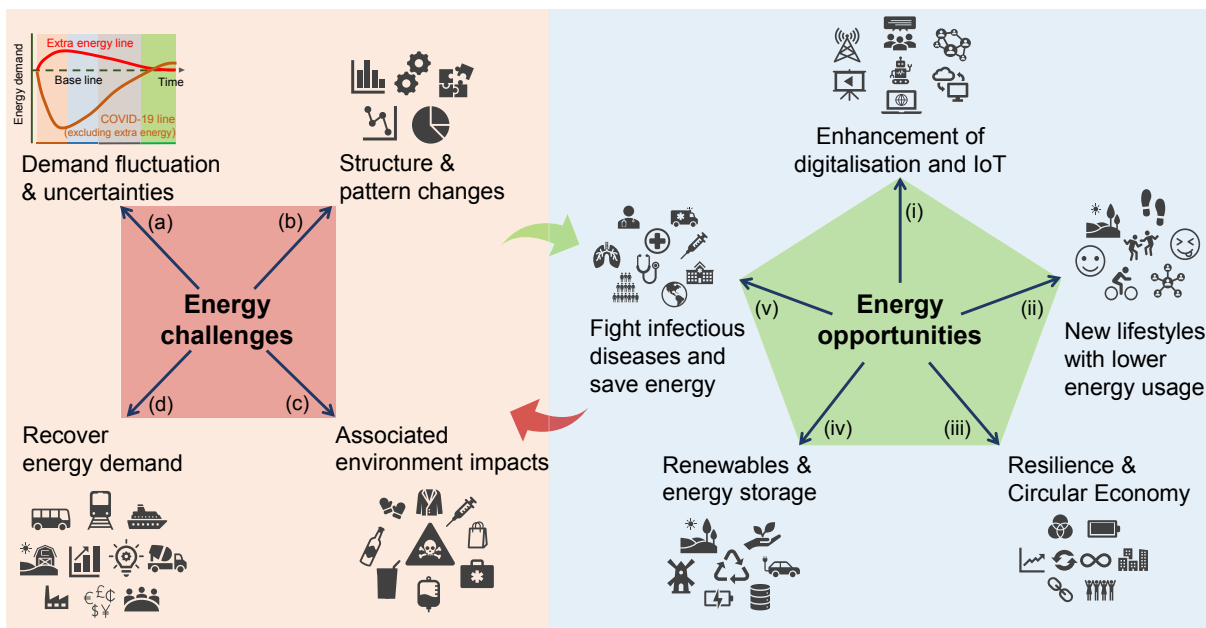 Energy demand
Extra energy line
Base line
Time
COVID-19 line
(excluding extra energy)
Demand fluctuation
& uncertainties
Structure &
pattern changes
(a)
(b)
Energy
challenges
(d)
(c)
Recover
energy demand
Associated
environment impacts
€£¢
$¥
Enhancement of
digitalisation and IoT
(i)
(v)
Energy
opportunities
(ii)
Fight infectious
diseases and
save energy
New lifestyles
with lower
energy usage
(iv)
(iii)
Renewables &
energy storage
Resilience &
Circular Economy